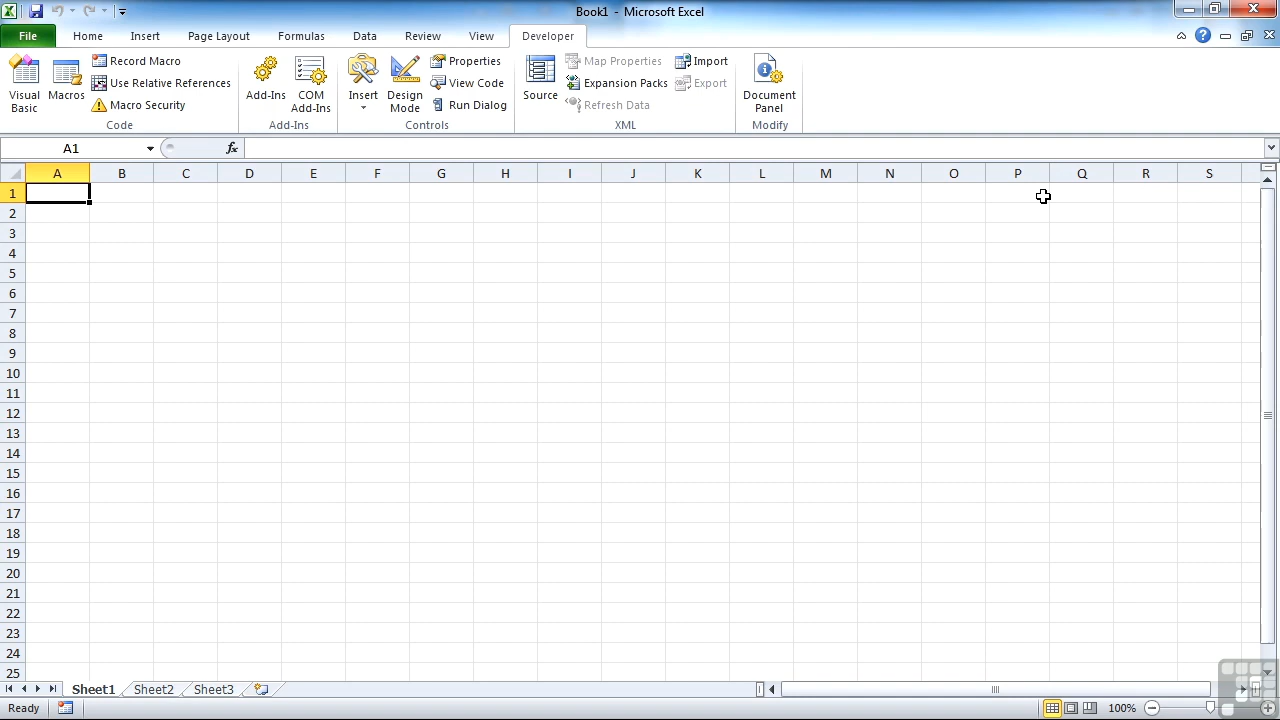 Book1 - Microsoft Excel
File Home Insert Page Layout Formulas Data Review View Developer
Visual Basic
Macros
Record Macro
Use Relative References
Macro Security
Code
Add-Ins
COM Add-Ins
Add-Ins
Insert
Design Mode
Properties
View Code
Run Dialog
Controls
Source
Map Properties
Expansion Packs
Refresh Data
Import
Export
XML
Document Panel
Modify
A1 fx
A B C D E F G H I J K L M N O P Q R S
1
2
3
4
5
6
7
8
9
10
11
12
13
14
15
16
17
18
19
20
21
22
23
24
25
Sheet1 Sheet2 Sheet3
Ready 100%